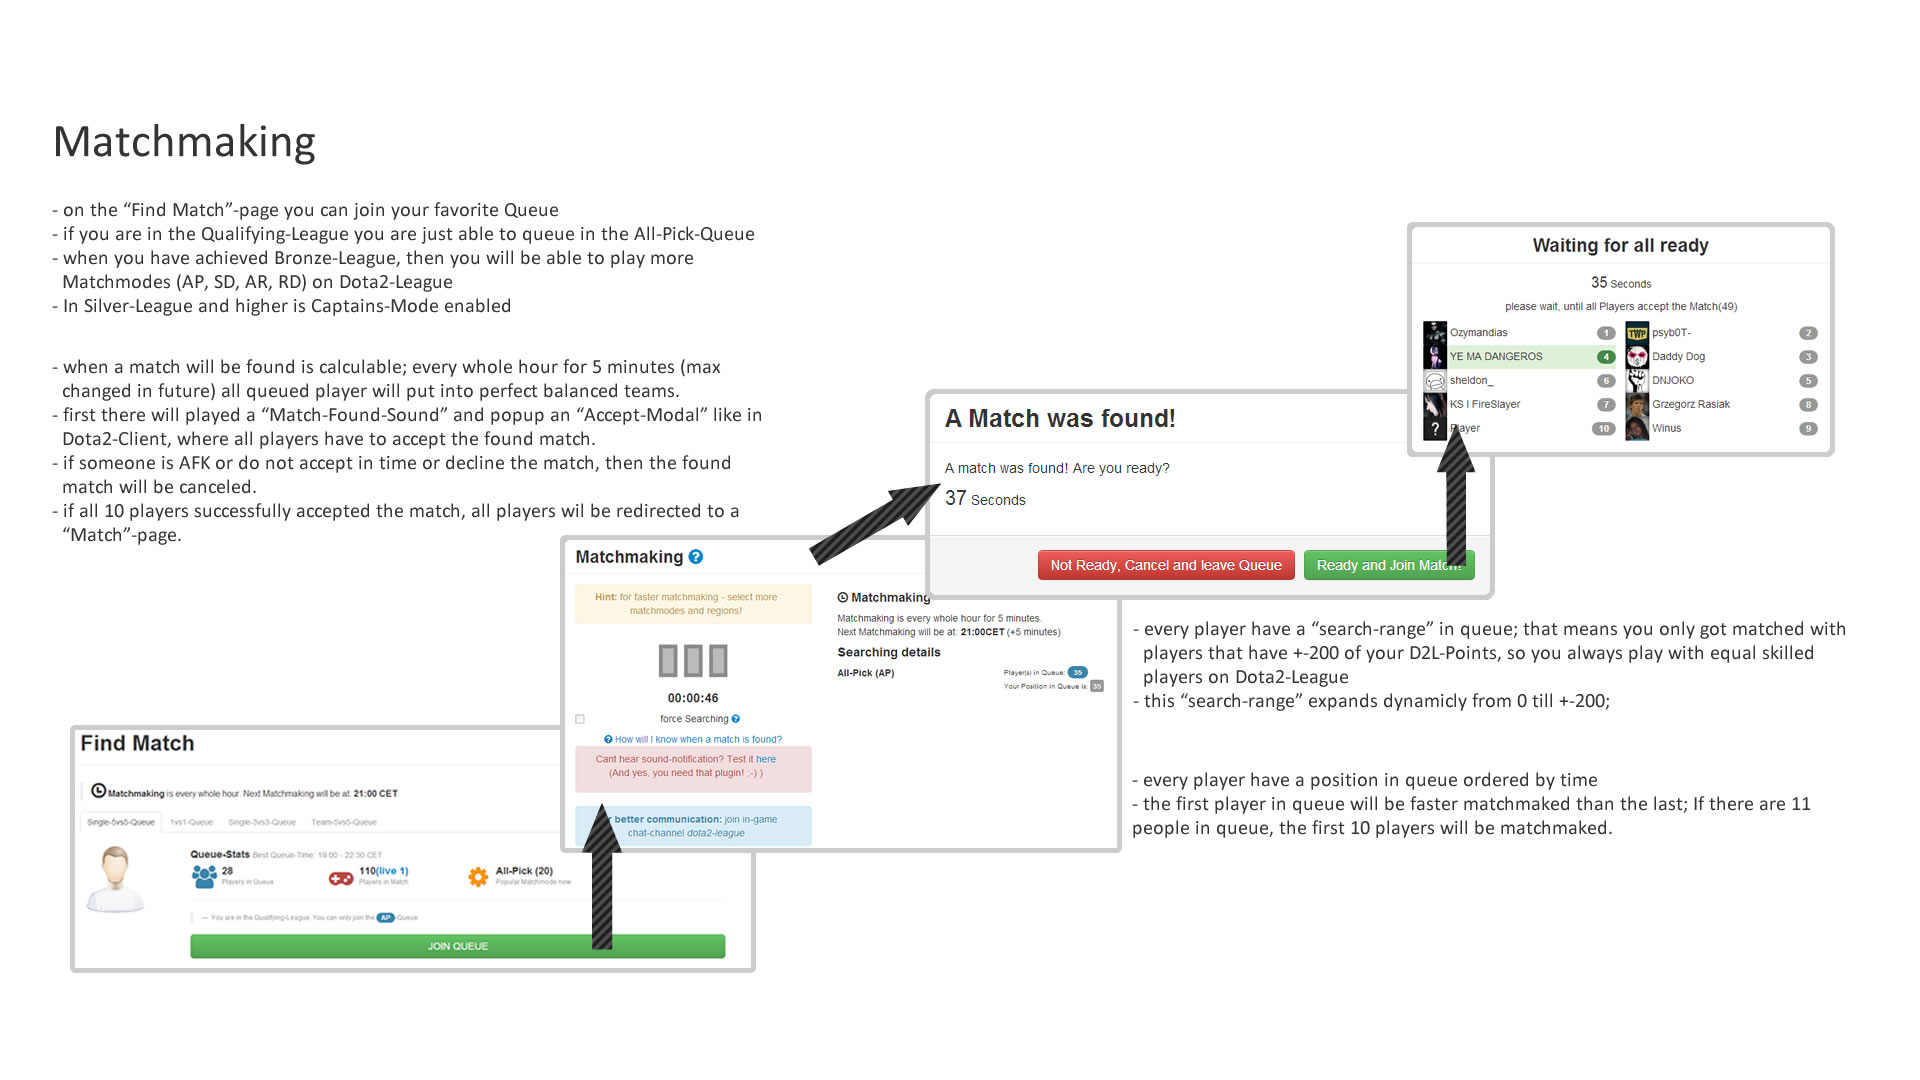 Matchmaking
- on the “Find Match”-page you can join your favorite Queue
- if you are in the Qualifying-League you are just able to queue in the All-Pick-Queue
- when you have achieved Bronze-League, then you will be able to play more
Matchmodes (AP, SD, AR, RD) on Dota2-League
- In Silver-League and higher is Captains-Mode enabled
- when a match will be found is calculable; every whole hour for 5 minutes (max
changed in future) all queued player will put into perfect balanced teams.
- first there will played a “Match-Found-Sound” and popup an “Accept-Modal” like in
Dota2-Client, where all players have to accept the found match.
- if someone is AFK or do not accept in time or decline the match, then the found
match will be canceled.
- if all 10 players successfully accepted the match, all players wil be redirected to a
“Match”-page.
Find Match
Matchmaking is every whole hour. Next Matchmaking will be at: 21:00 CET
Single-5vs5-Queue 1vs1-Queue Single-3vs3-Queue Team-5vs5-Queue
Queue-Stats Best Queue-Time: 19:00 - 22:30 CET
28 110(live 1) All-Pick (20)
Players in Queue Players in Match Popular Matchmode now
— You are in the Qualifying-League. You can only join the AP-Queue.
JOIN QUEUE
Matchmaking ?
Hint: for faster matchmaking - select more
matchmodes and regions!
00:00:46
force Searching ?
? How will I know when a match is found?
Cant hear sound-notification? Test it here
(And yes, you need that plugin! ;-) )
better communication: join in-game
chat-channel dota2-league
Matchmaking
Matchmaking is every whole hour for 5 minutes.
Next Matchmaking will be at: 21:00CET (+5 minutes)
Searching details
All-Pick (AP) Player(s) in Queue: 35
Your Position in Queue is: 35
A Match was found!
A match was found! Are you ready?
37 Seconds
Not Ready, Cancel and leave Queue Ready and Join Match!
Waiting for all ready
35 Seconds
please wait, until all Players accept the Match(49)
Ozymandias 1 TWP psyb0T- 2
YE MA DANGEROS 4 Daddy Dog 3
sheldon_ 6 DNJOKO 5
KS I FireSlayer 7 Grzegorz Rasiak 8
? Player 10 Winus 9
- every player have a “search-range” in queue; that means you only got matched with
players that have +-200 of your D2L-Points, so you always play with equal skilled
players on Dota2-League
- this “search-range” expands dynamicly from 0 till +-200;
- every player have a position in queue ordered by time
- the first player in queue will be faster matchmaked than the last; If there are 11
people in queue, the first 10 players will be matchmaked.